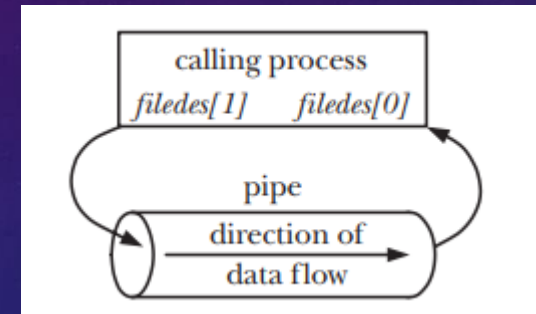 calling process
filedes[1] filedes[0]
pipe
direction of
data flow